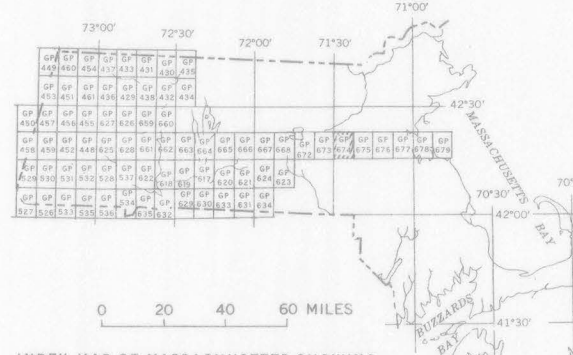 73°00' 72°30' 72°00' 71°30' 71°00'
GP 449 GP 460 GP 454 GP 437 GP 433 GP 431 GP 430 GP 435
GP 453 GP 451 GP 461 GP 436 GP 429 GP 438 GP 432 GP 434
42°30'
GP 450 GP 457 GP 456 GP 455 GP 627 GP 626 GP 659 GP 660
GP 458 GP 459 GP 452 GP 448 GP 625 GP 628 GP 661 GP 662 GP 663 GP 664 GP 665 GP 666 GP 667 GP 668 GP 672 GP 673 GP 674 GP 675 GP 676 GP 677 GP 678 GP 679
GP 529 GP 530 GP 531 GP 532 GP 528 GP 537 GP 622 GP 618 GP 619 GP 617 GP 620 GP 621 GP 624 GP 623
GP 527 GP 526 GP 533 GP 535 GP 536 GP 534 GP 635 GP 632 GP 629 GP 630 GP 633 GP 631 GP 634
MASSACHUSETTS BAY
70°30'
42°00' 70°
BUZZARDS BAY
41°30'
0 20 40 60 MILES